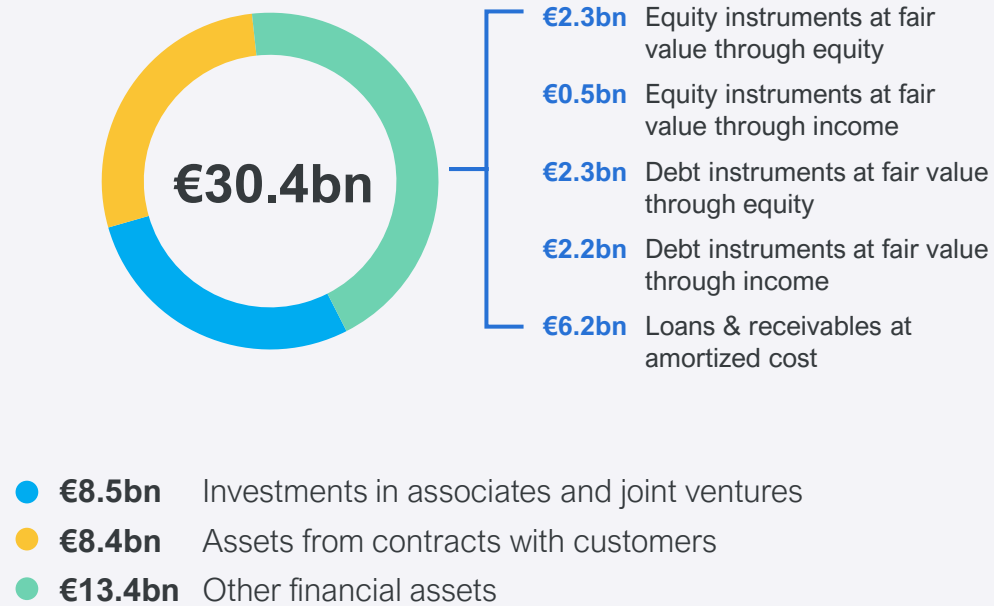 €30.4bn
€2.3bn Equity instruments at fair
value through equity
€0.5bn Equity instruments at fair
value through income
€2.3bn Debt instruments at fair value
through equity
€2.2bn Debt instruments at fair value
through income
€6.2bn Loans & receivables at
amortized cost
€8.5bn Investments in associates and joint ventures
€8.4bn Assets from contracts with customers
€13.4bn Other financial assets